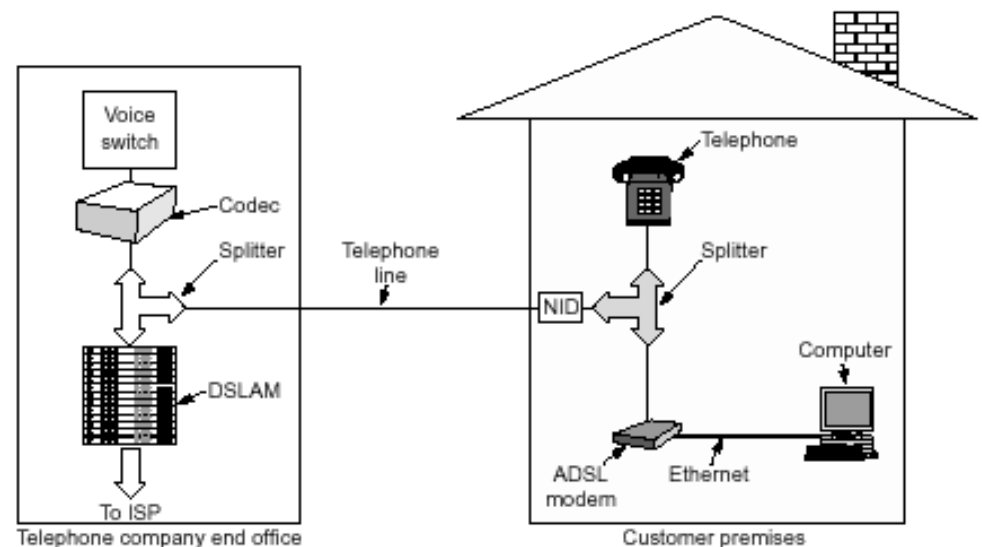 Voice
switch
Codec
Splitter
Telephone
line
DSLAM
To ISP
Telephone company end office
Telephone
NID
Splitter
Computer
ADSL
modem
Ethernet
Customer premises